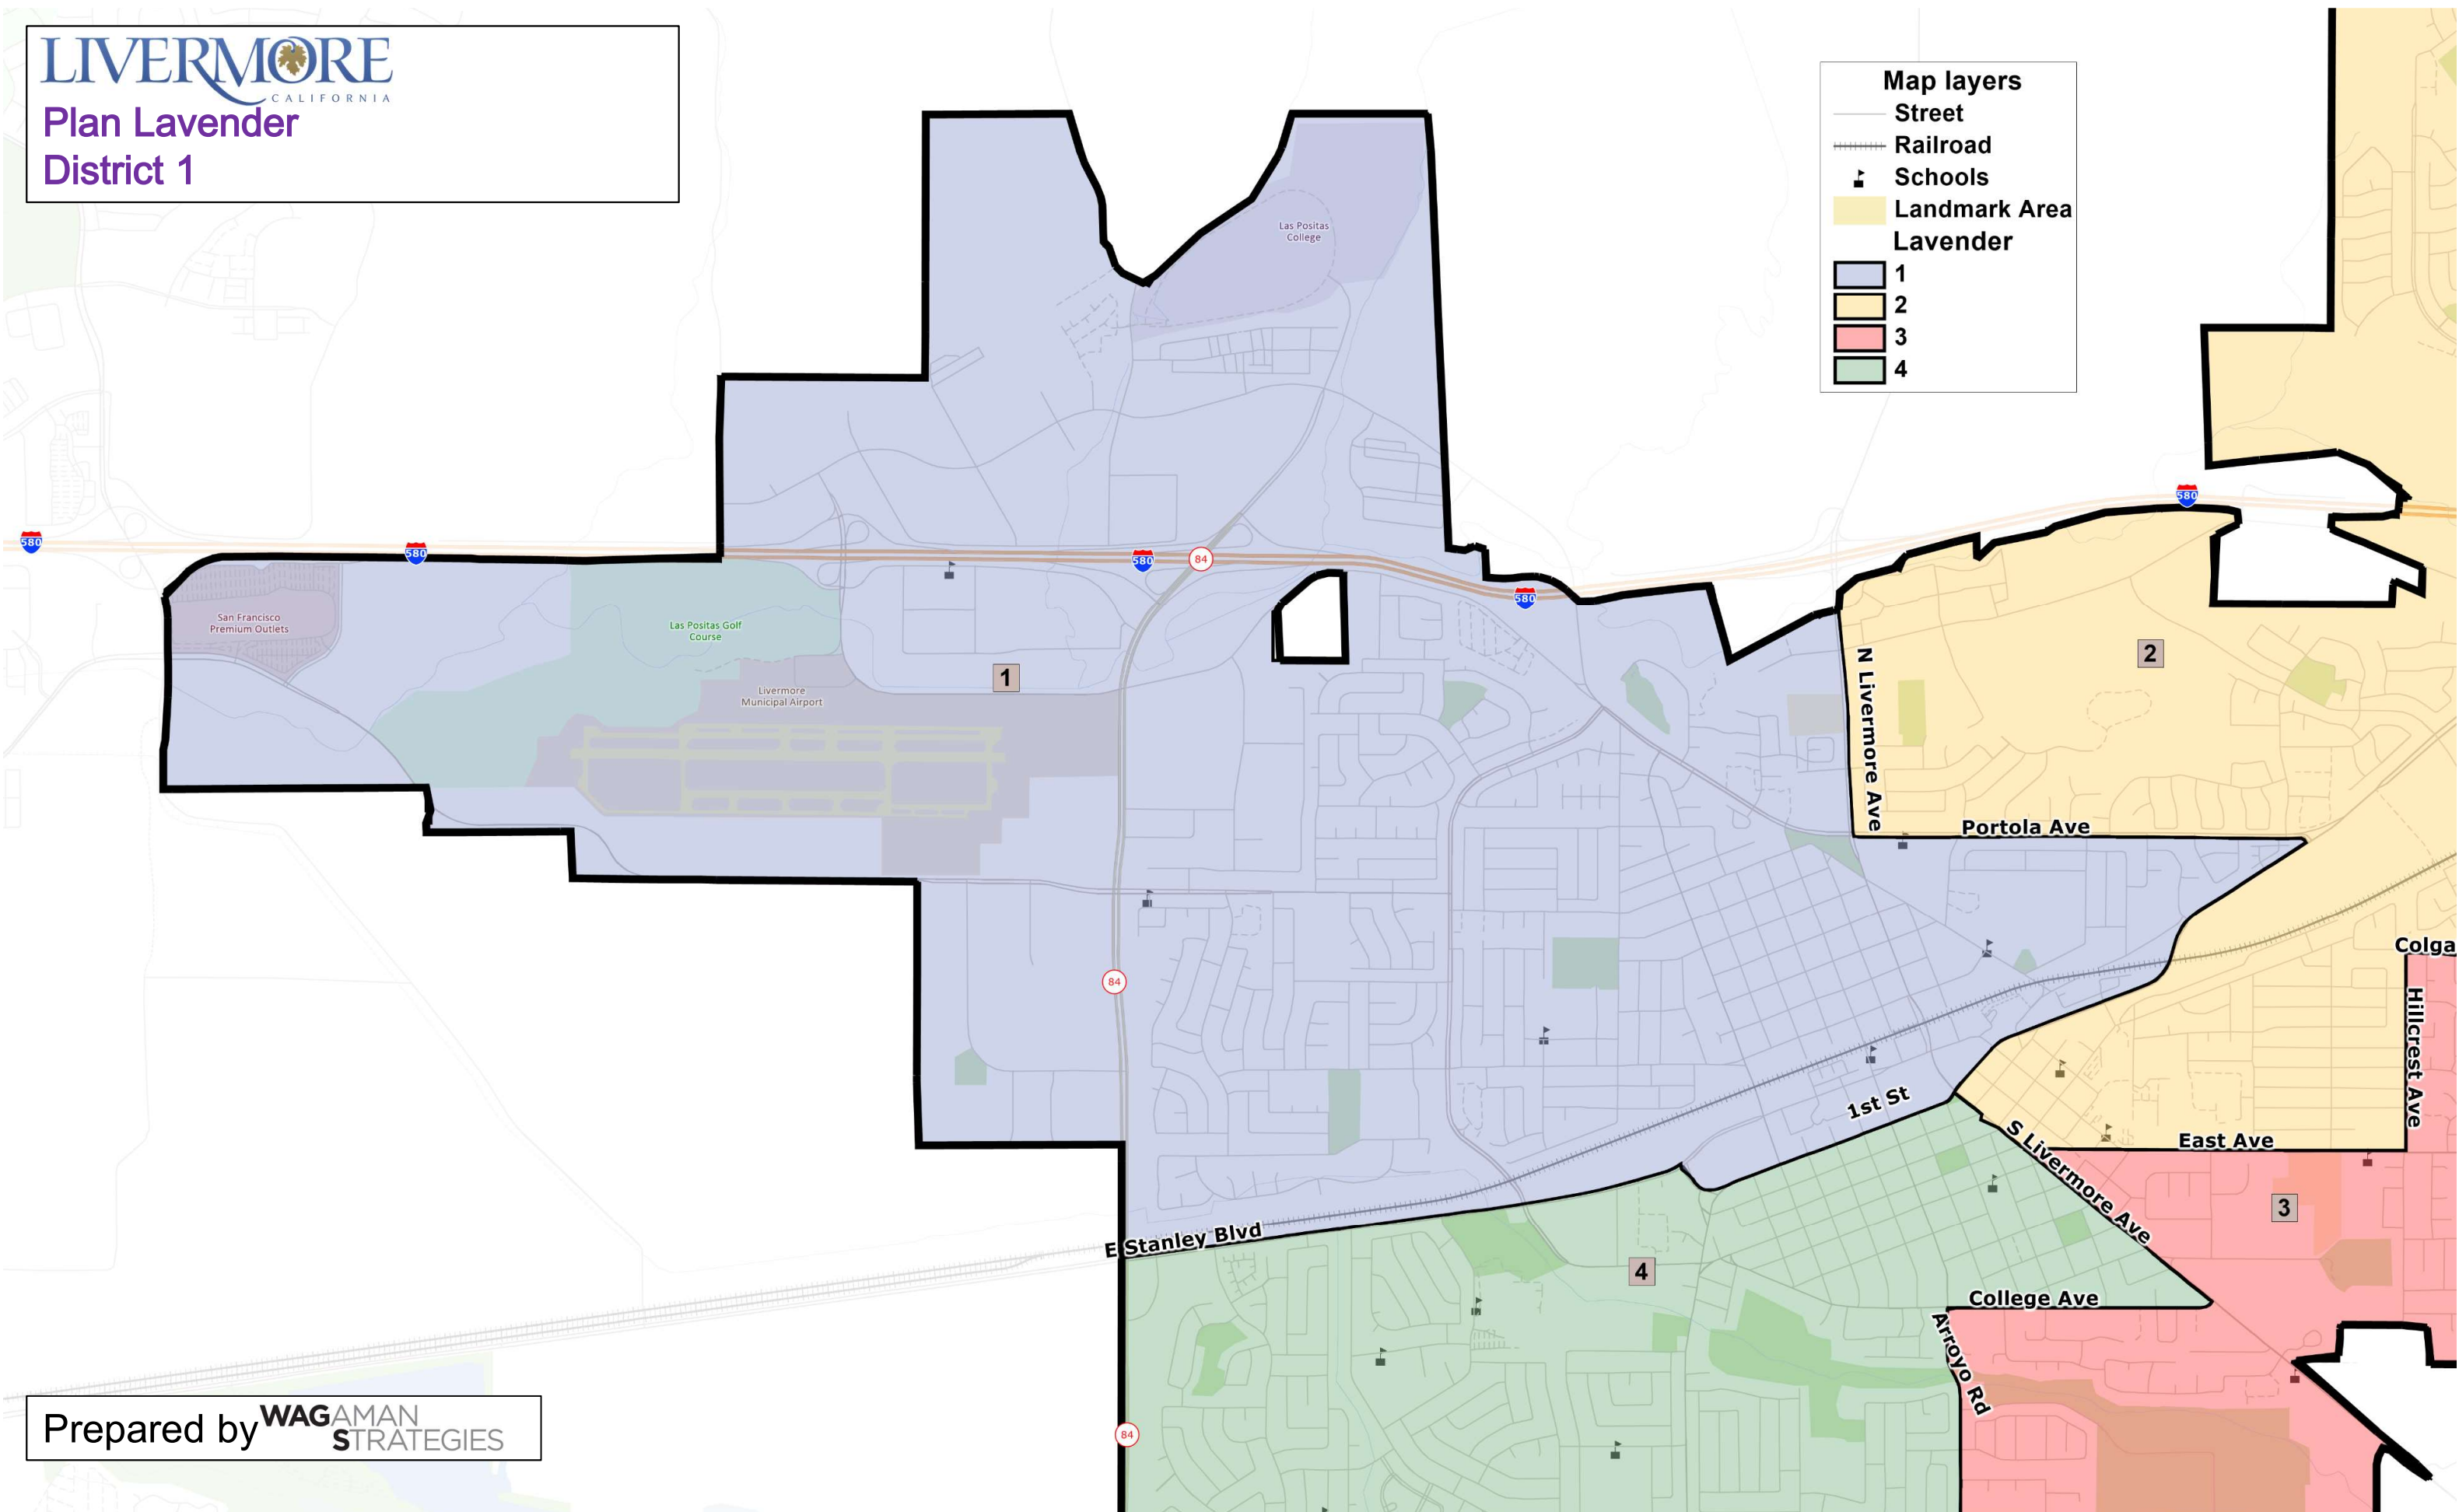 LIVERMORE
CALIFORNIA
Plan Lavender
District 1
Map layers
Street
Railroad
Schools
Landmark Area
Lavender
1
2
3
4
Las Positas
College
580
580
580
84
580
580
San Francisco
Premium Outlets
Las Positas Golf
Course
Livermore
Municipal Airport
1
2
N Livermore Ave
Portola Ave
Colga
Hillcrest Ave
84
1st St
S Livermore Ave
East Ave
3
E Stanley Blvd
4
College Ave
Arroyo Rd
84
Prepared by WAGAMAN
STRATEGIES